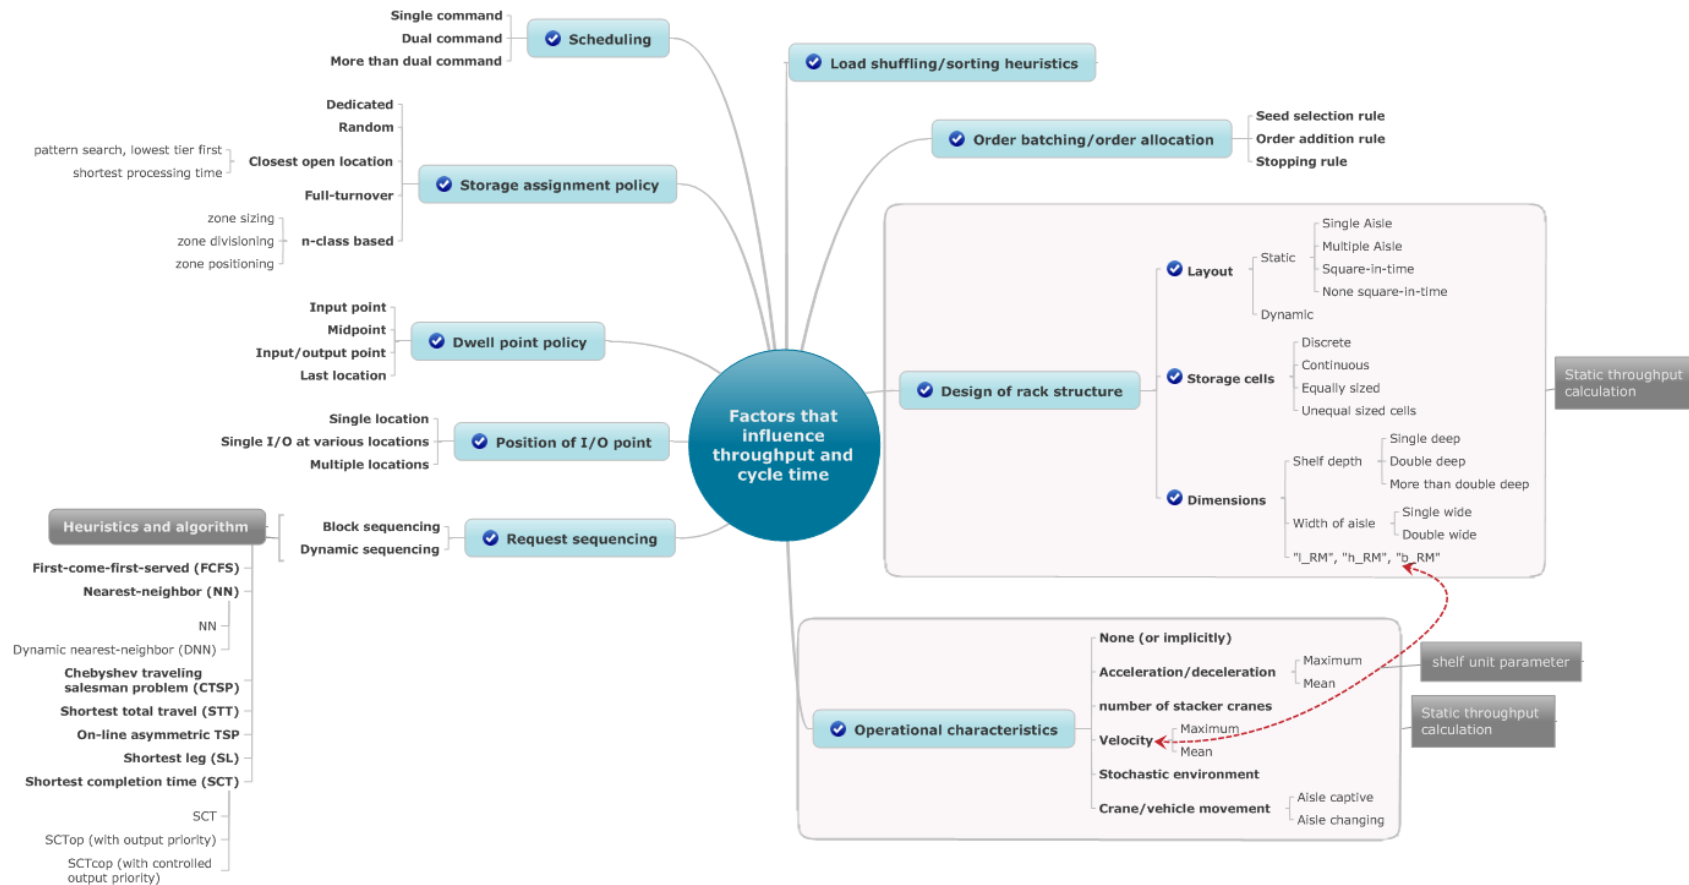 Factors that
influence
throughput and
cycle time
Scheduling
Single command
Dual command
More than dual command
Storage assignment policy
Dedicated
Random
Closest open location
pattern search, lowest tier first
shortest processing time
Full-turnover
n-class based
zone sizing
zone divisioning
zone positioning
Dwell point policy
Input point
Midpoint
Input/output point
Last location
Position of I/O point
Single location
Single I/O at various locations
Multiple locations
Request sequencing
Block sequencing
Dynamic sequencing
Heuristics and algorithm
First-come-first-served (FCFS)
Nearest-neighbor (NN)
NN
Dynamic nearest-neighbor (DNN)
Chebyshev traveling
salesman problem (CTSP)
Shortest total travel (STT)
On-line asymmetric TSP
Shortest leg (SL)
Shortest completion time (SCT)
SCT
SCTop (with output priority)
SCTcop (with controlled
output priority)
Load shuffling/sorting heuristics
Order batching/order allocation
Seed selection rule
Order addition rule
Stopping rule
Design of rack structure
Layout
Static
Single Aisle
Multiple Aisle
Square-in-time
None square-in-time
Dynamic
Storage cells
Discrete
Continuous
Equally sized
Unequal sized cells
Dimensions
Shelf depth
Single deep
Double deep
More than double deep
Width of aisle
Single wide
Double wide
"l_RM", "h_RM", "b_RM"
Static throughput
calculation
Operational characteristics
None (or implicitly)
Acceleration/deceleration
Maximum
Mean
number of stacker cranes
Velocity
Maximum
Mean
Stochastic environment
Crane/vehicle movement
Aisle captive
Aisle changing
shelf unit parameter
Static throughput
calculation